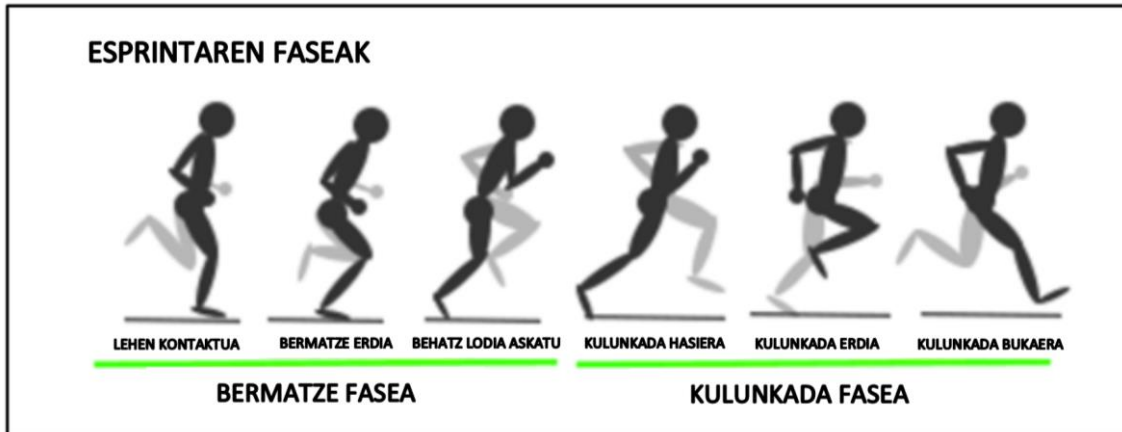 ESPRINTAREN FASEAK
LEHEN KONTAKTUA BERMATZE ERDIA BEHATZ LODIA ASKATU KULUNKADA HASIERA KULUNKADA ERDIA KULUNKADA BUKAERA
BERMATZE FASEA KULUNKADA FASEA